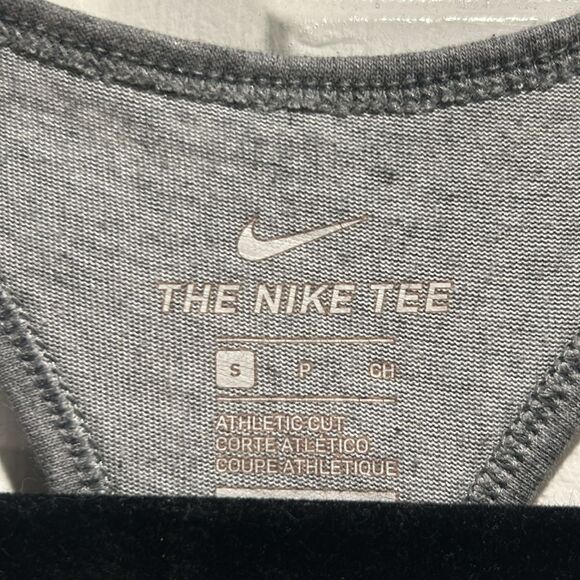 THE NIKE TEE
S P CH
ATHLETIC CUT
CORTE ATLÉTICO
COUPE ATHLÉTIQUE